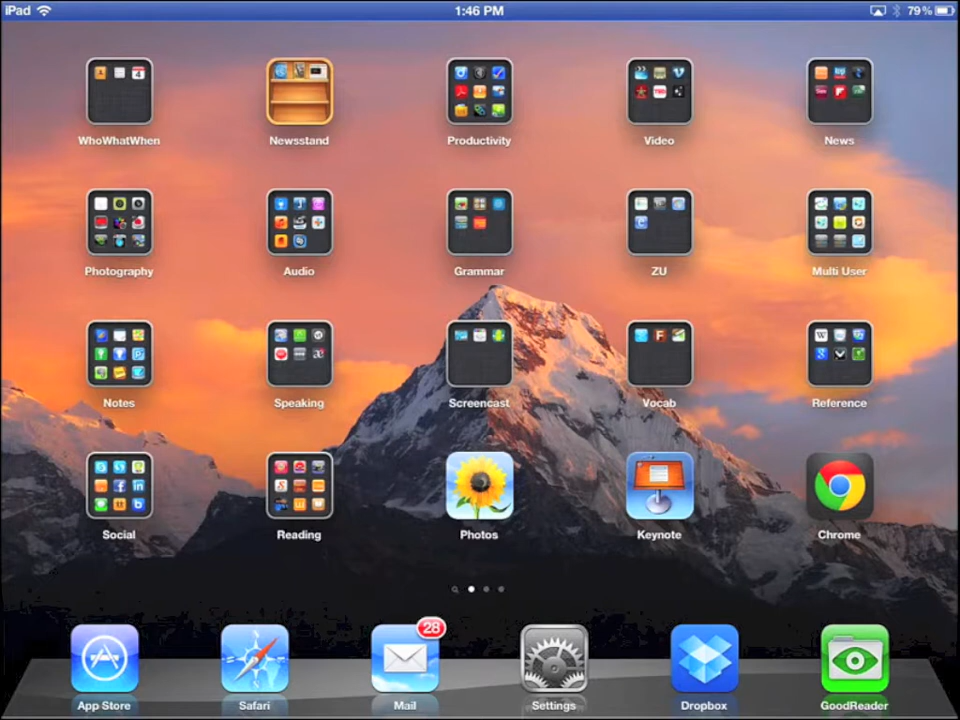 iPad 1:46 PM 79%
WhoWhatWhen Newsstand Productivity Video News
Photography Audio Grammar ZU Multi User
Notes Speaking Screencast Vocab Reference
Social Reading Photos Keynote Chrome
28
App Store Safari Mail Settings Dropbox GoodReader